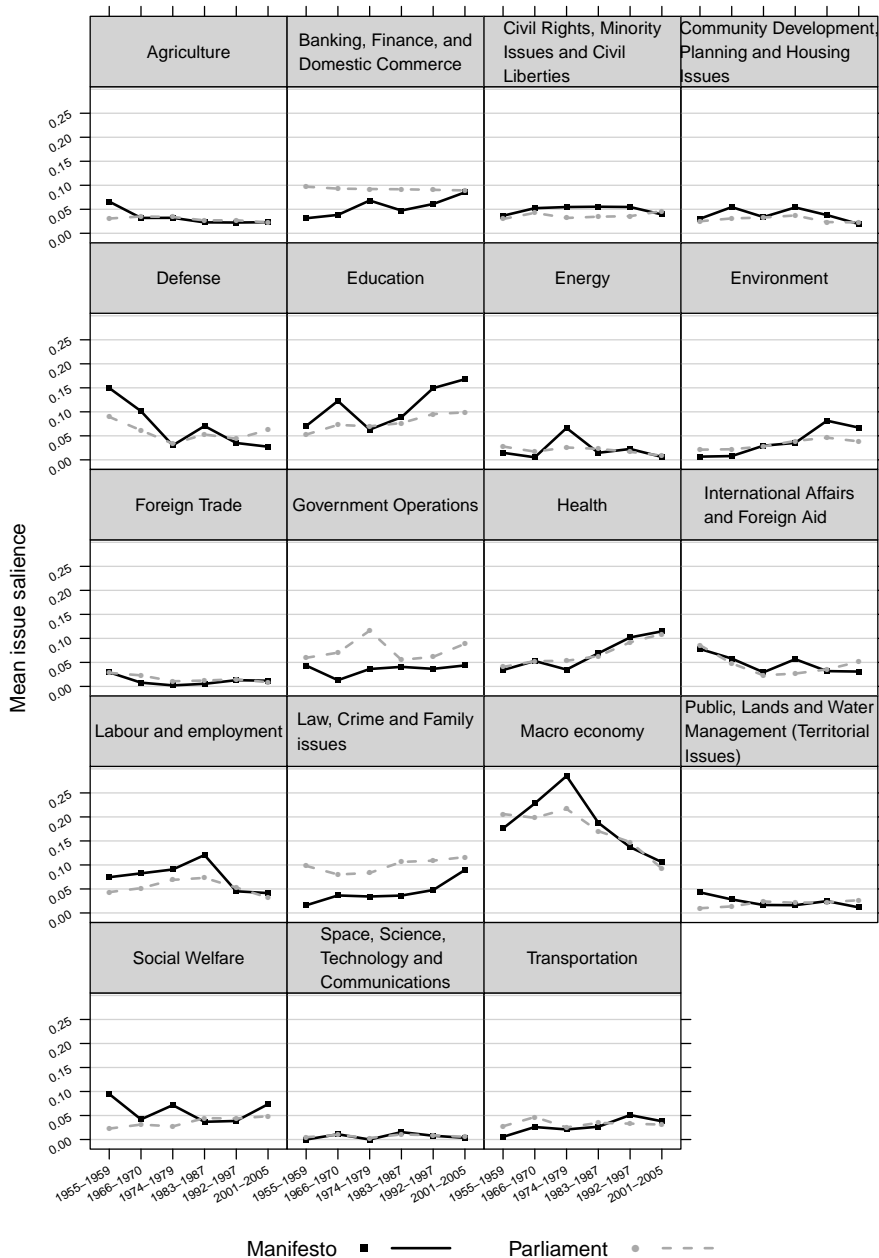 Agriculture
Banking, Finance, and
Domestic Commerce
Civil Rights, Minority
Issues and Civil
Liberties
Community Development,
Planning and Housing
Issues
0.25
0.20
0.15
0.10
0.05
0.00
Defense
Education
Energy
Environment
0.25
0.20
0.15
0.10
0.05
0.00
Foreign Trade
Government Operations
Health
International Affairs
and Foreign Aid
0.25
0.20
0.15
0.10
0.05
0.00
Mean issue salience
Labour and employment
Law, Crime and Family
issues
Macro economy
Public, Lands and Water
Management (Territorial
Issues)
0.25
0.20
0.15
0.10
0.05
0.00
Social Welfare
Space, Science,
Technology and
Communications
Transportation
0.25
0.20
0.15
0.10
0.05
0.00
1955–1959
1966–1970
1974–1979
1983–1987
1992–1997
2001–2005
1955–1959
1966–1970
1974–1979
1983–1987
1992–1997
2001–2005
1955–1959
1966–1970
1974–1979
1983–1987
1992–1997
2001–2005
Manifesto
Parliament